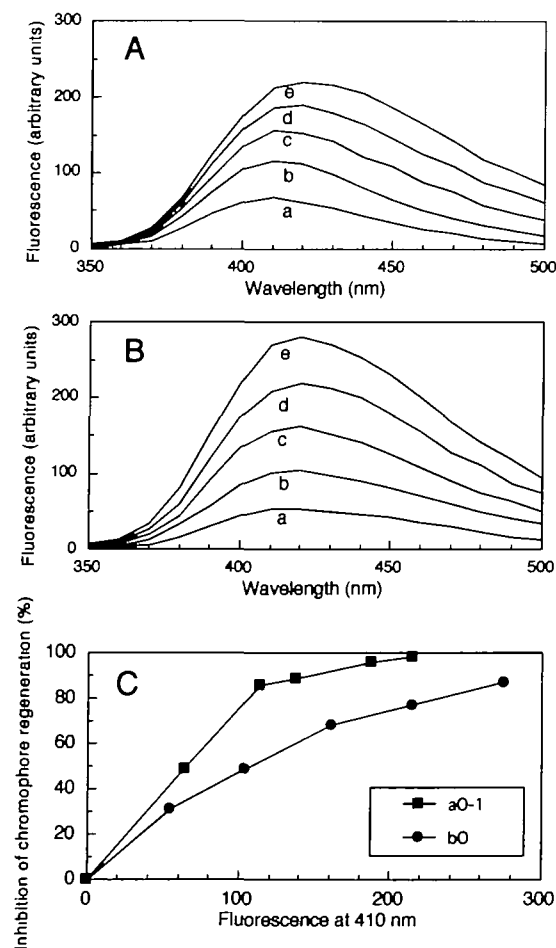 300
200
100
0
Fluorescence (arbitrary units)
A
e
d
c
b
a
350
400
450
500
Wavelength (nm)
300
200
100
0
Fluorescence (arbitrary units)
B
e
d
c
b
a
350
400
450
500
Wavelength (nm)
100
80
60
40
20
0
Inhibition of chromophore regeneration (%)
C
a0-1
b0
0
100
200
300
Fluorescence at 410 nm